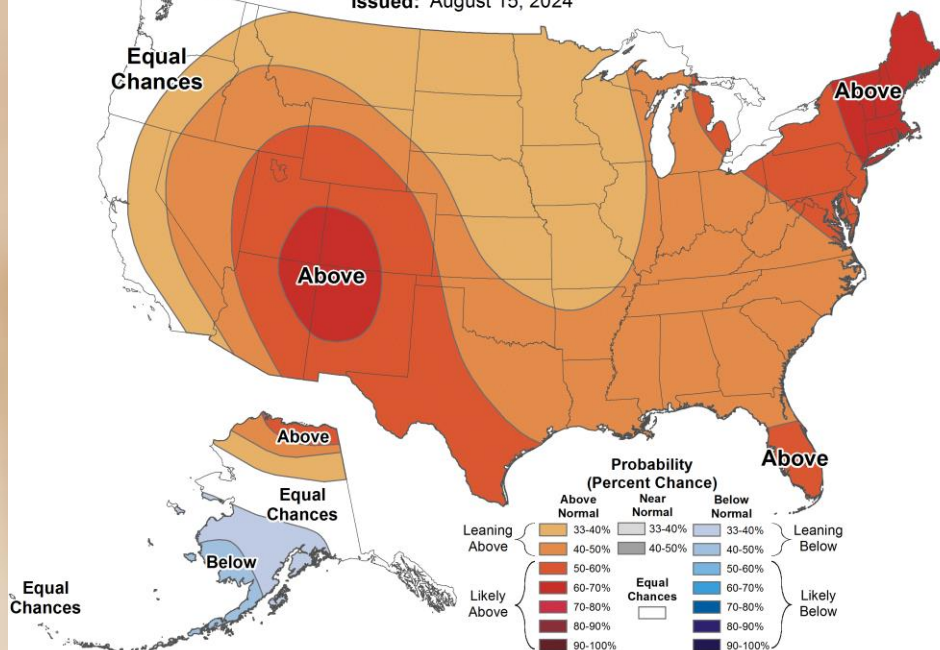 Issued: August 15, 2024
Equal
Chances
Above
Above
Above
Above
Equal
Chances
Below
Equal
Chances
Probability
(Percent Chance)
Above
Normal
Near
Normal
Below
Normal
Leaning
Above
33-40%
33-40%
33-40%
Leaning
Below
40-50%
40-50%
40-50%
50-60%
50-60%
Likely
Above
60-70%
Equal
Chances
60-70%
Likely
Below
70-80%
70-80%
80-90%
80-90%
90-100%
90-100%